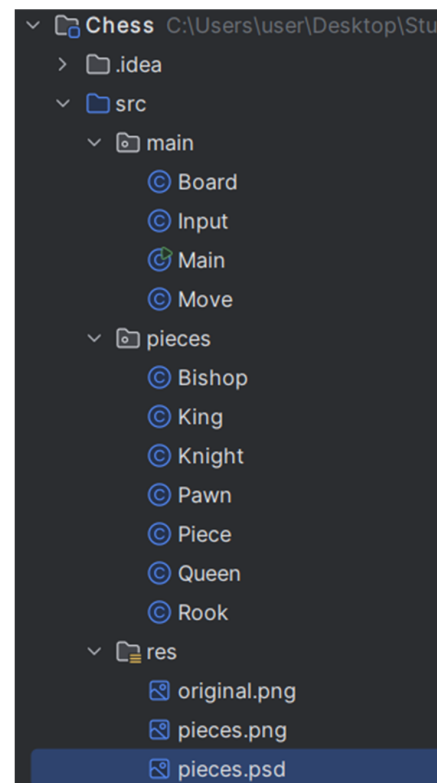 Chess C:\Users\user\Desktop\Stu
.idea
src
main
Board
Input
Main
Move
pieces
Bishop
King
Knight
Pawn
Piece
Queen
Rook
res
original.png
pieces.png
pieces.psd